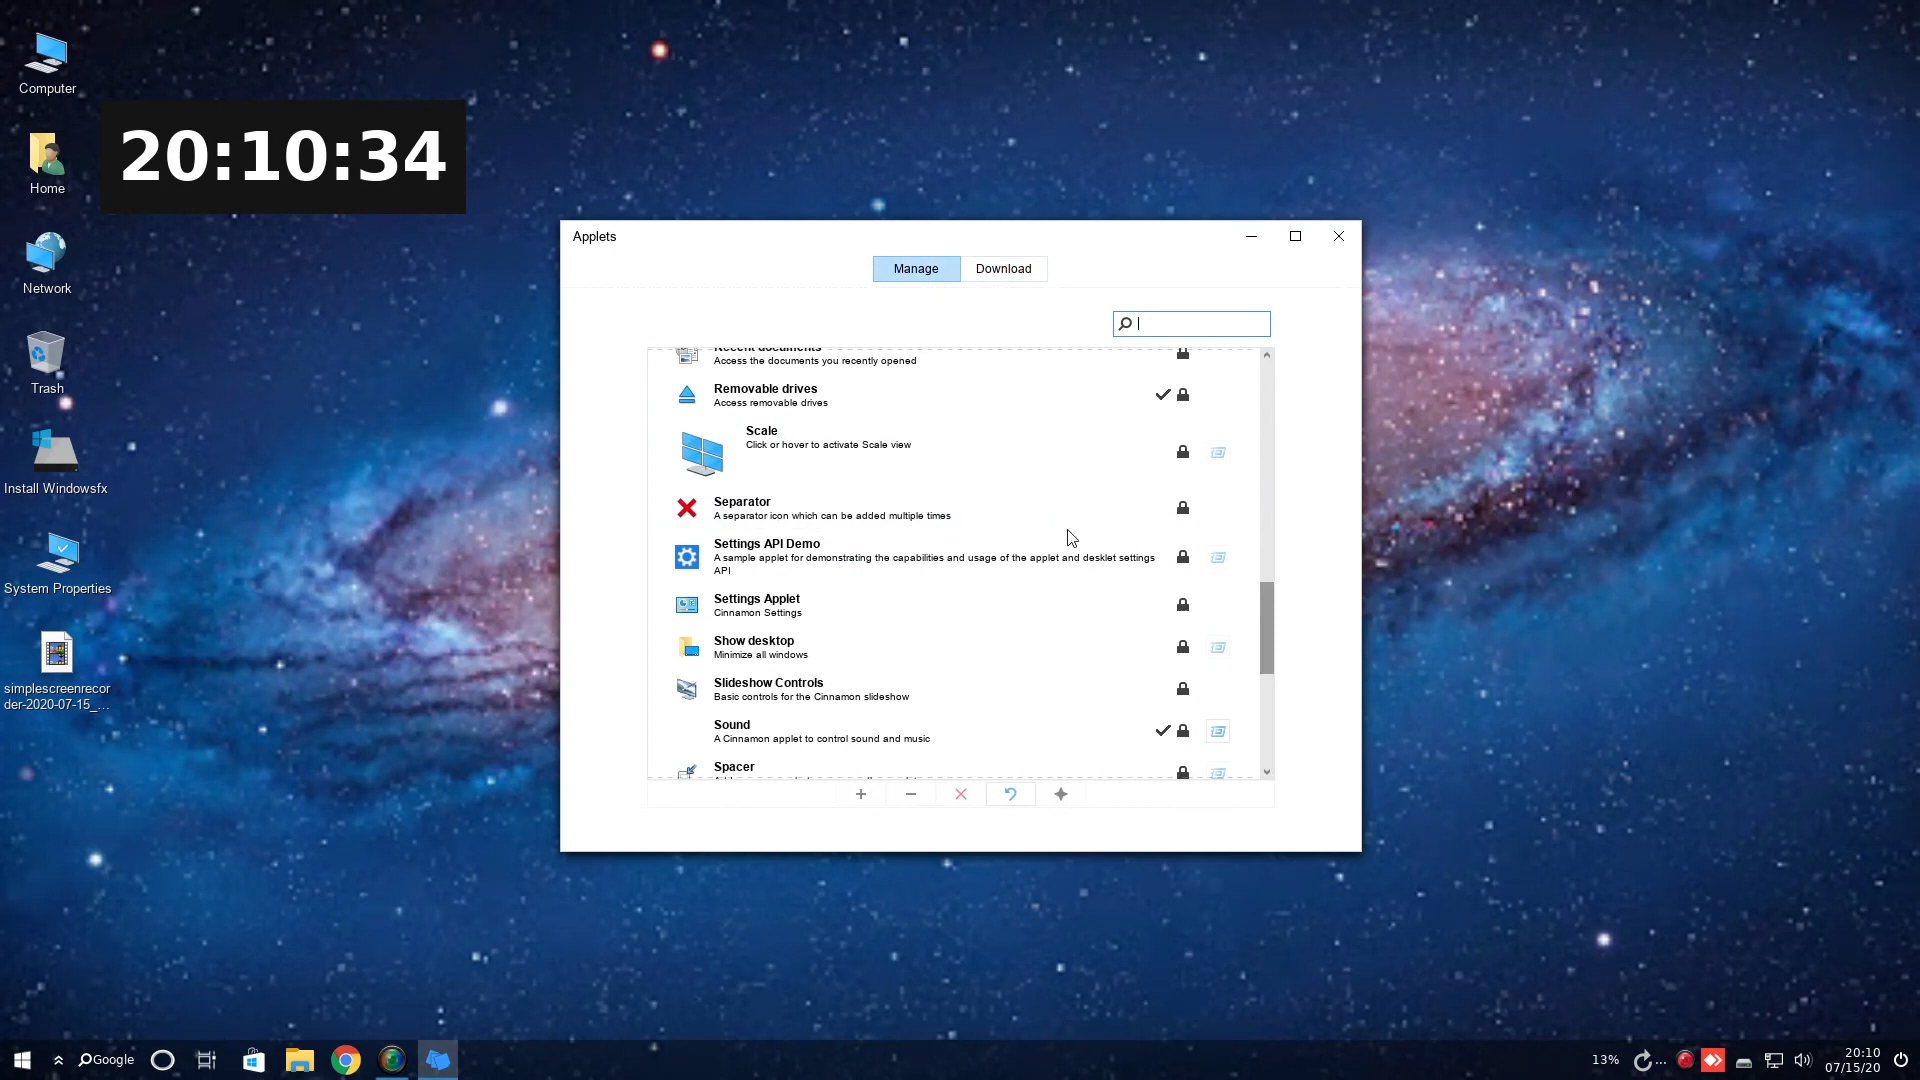 Computer
Home
Network
Trash
Install Windowsfx
System Properties
simplescreenrecor
der-2020-07-15_...
20:10:34
Applets
Manage
Download
Recent documents
Access the documents you recently opened
Removable drives
Access removable drives
Scale
Click or hover to activate Scale view
Separator
A separator icon which can be added multiple times
Settings API Demo
A sample applet for demonstrating the capabilities and usage of the applet and desklet settings
API
Settings Applet
Cinnamon Settings
Show desktop
Minimize all windows
Slideshow Controls
Basic controls for the Cinnamon slideshow
Sound
A Cinnamon applet to control sound and music
Spacer
Google
13%
...
20:10
07/15/20